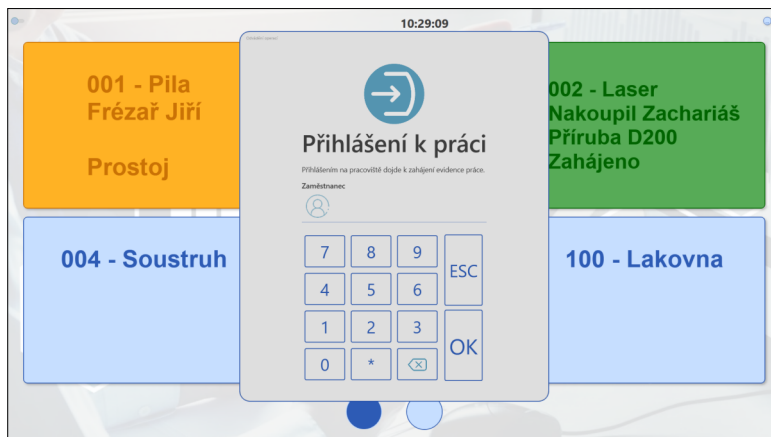 10:29:09
001 - Pila
Frézař Jiří
Prostoj
002 - Laser
Nakoupil Zachariáš
Příruba D200
Zahájeno
004 - Soustruh
100 - Lakovna
Přihlášení k práci
Přihlášením na pracoviště dojde k zahájení evidence práce.
Zaměstnanec
7 8 9 ESC
4 5 6
1 2 3 OK
0 *